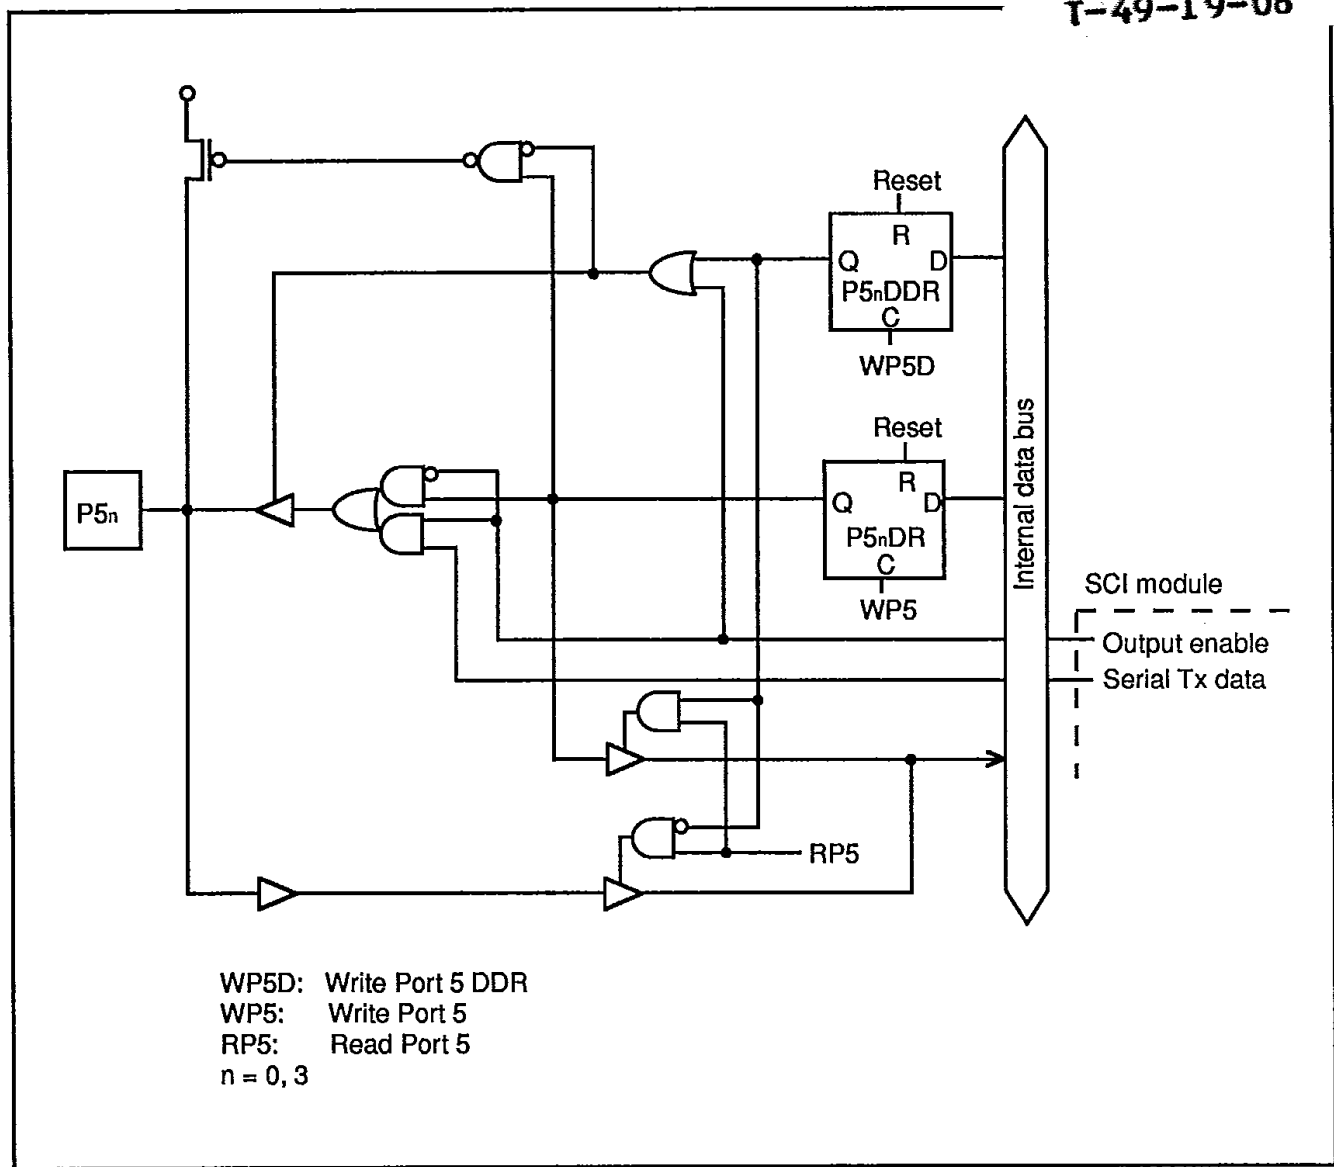 T-49-19-08
Reset
R
Q D
P5nDDR
C
WP5D
Reset
R
Q D
P5nDR
C
WP5
P5n
Internal data bus
SCI module
Output enable
Serial Tx data
RP5
WP5D: Write Port 5 DDR
WP5: Write Port 5
RP5: Read Port 5
n = 0, 3